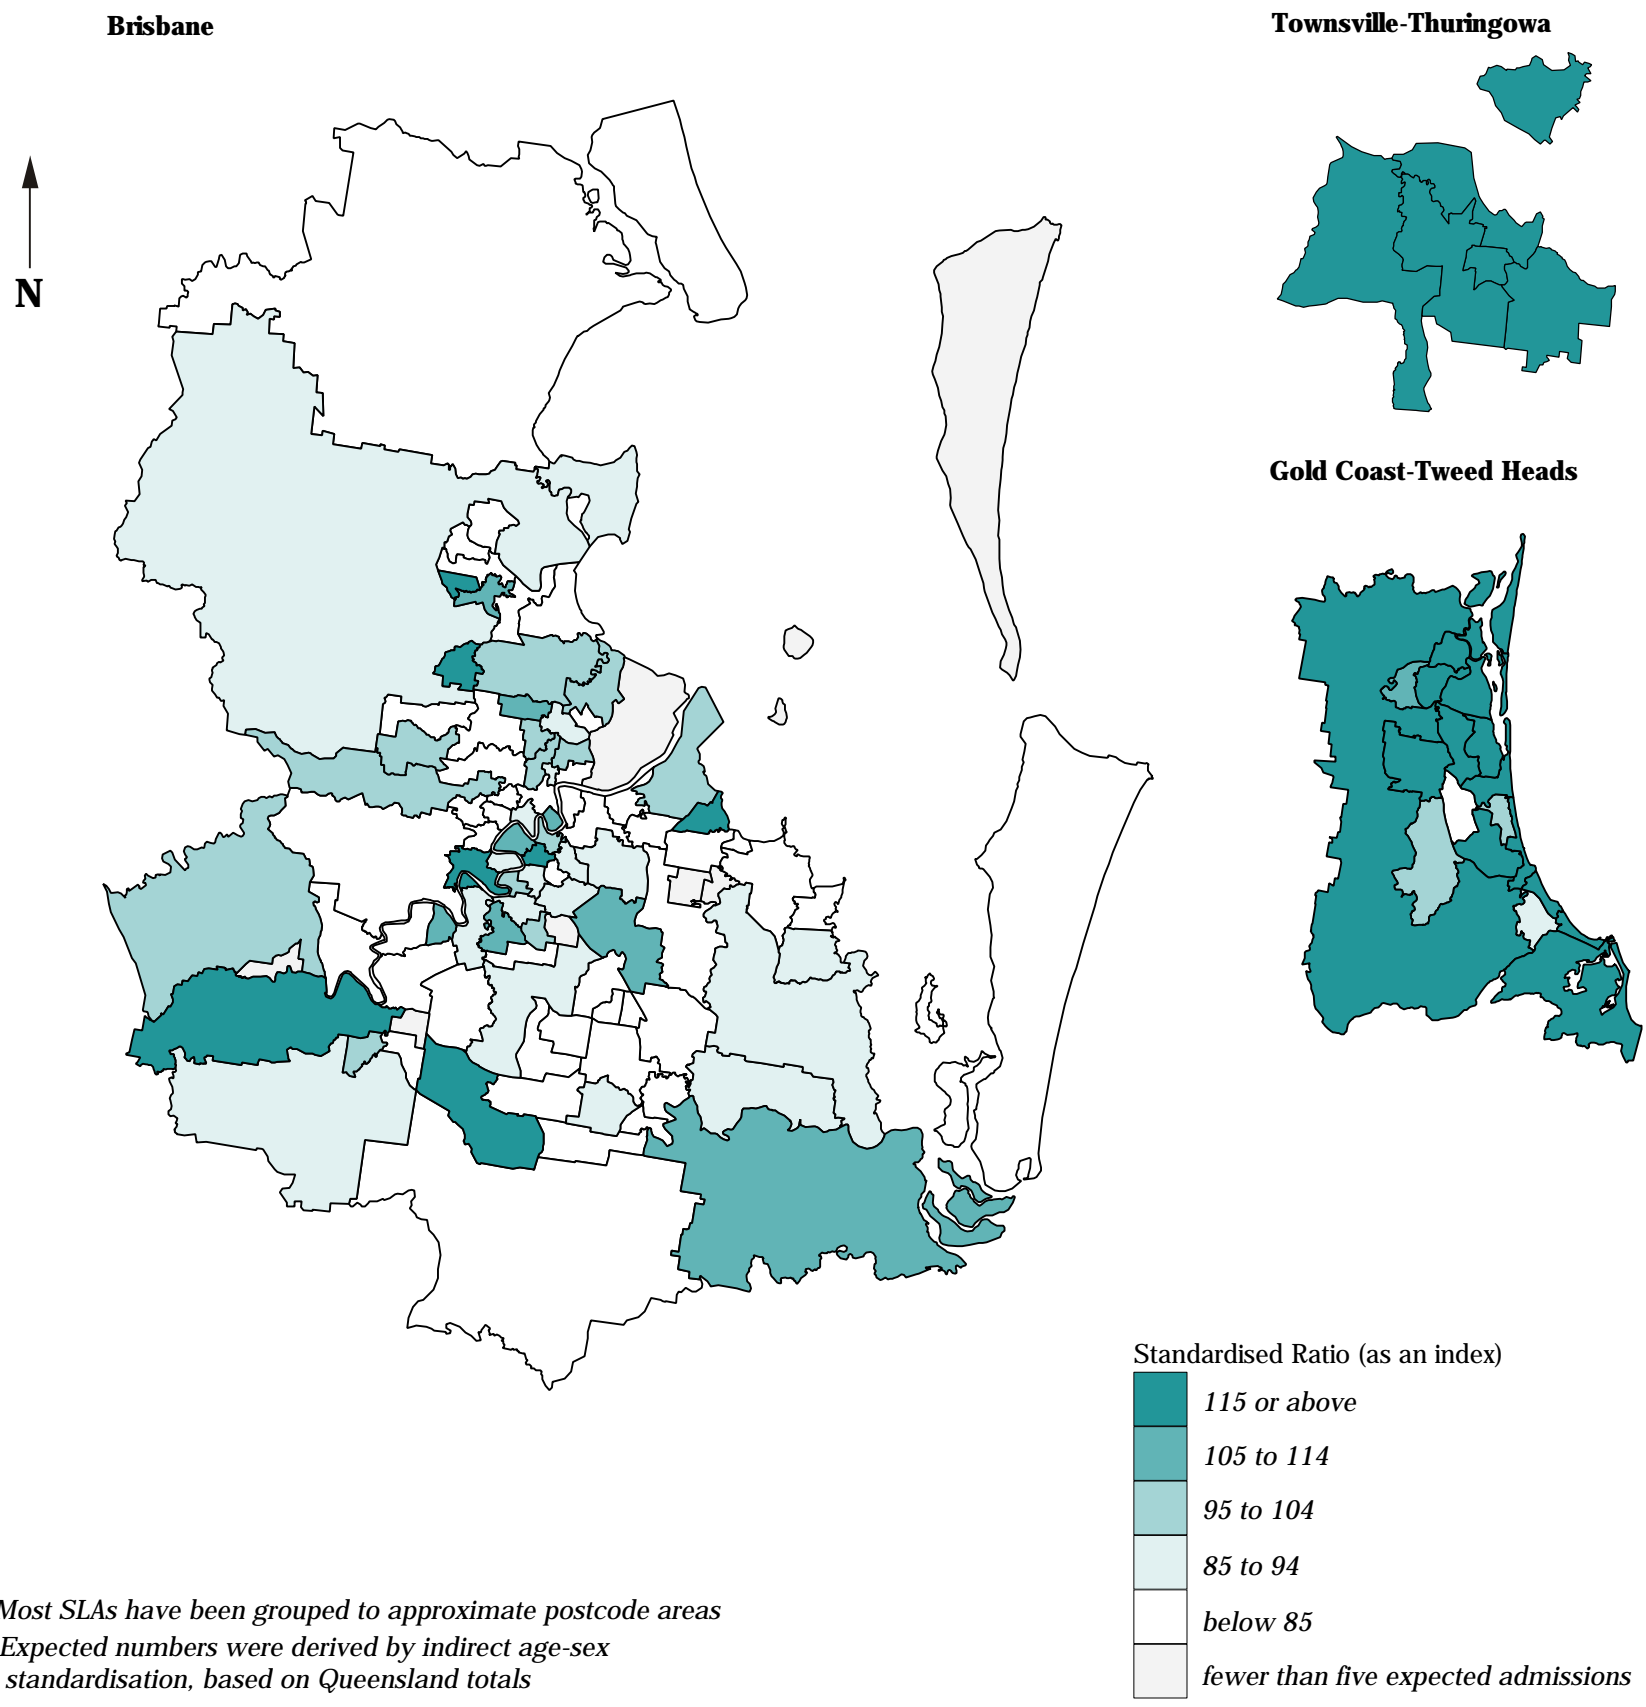 Brisbane
Townsville-Thuringowa
N
Gold Coast-Tweed Heads
Standardised Ratio (as an index)
115 or above
105 to 114
95 to 104
85 to 94
below 85
fewer than five expected admissions
Most SLAs have been grouped to approximate postcode areas
Expected numbers were derived by indirect age-sex
standardisation, based on Queensland totals